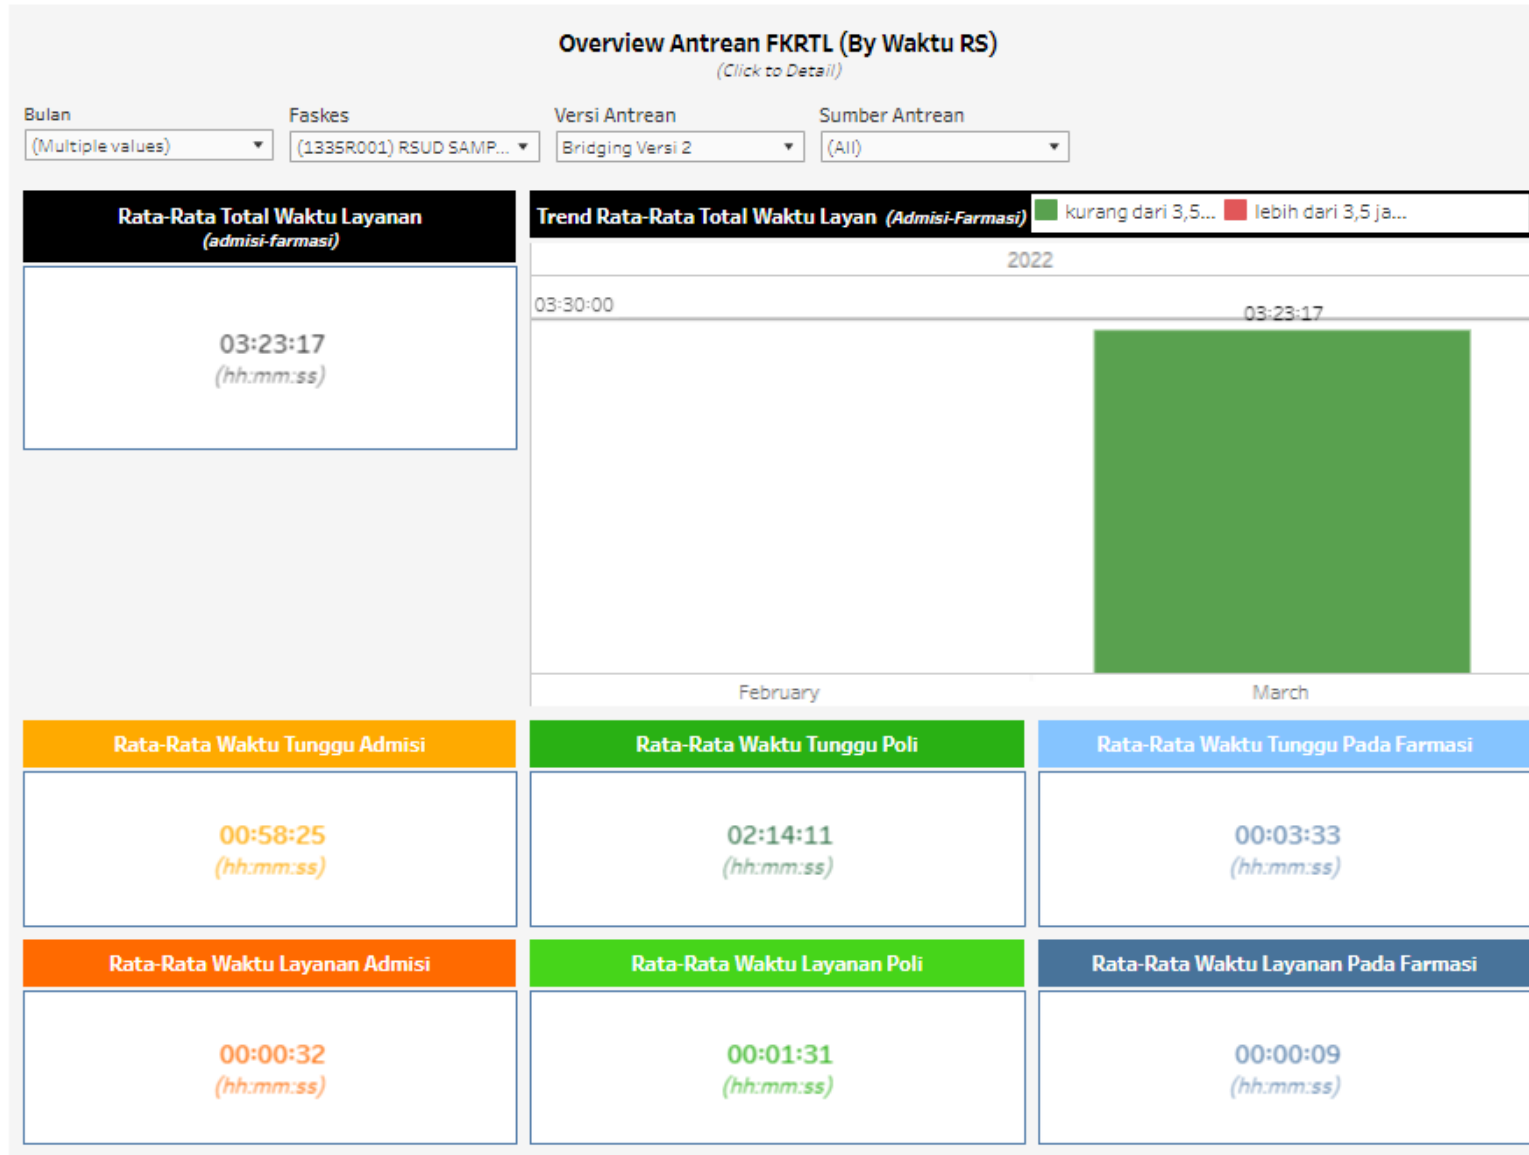 Overview Antrean FKRTL (By Waktu RS)
(Click to Detail)
Bulan
Faskes
Versi Antrean
Sumber Antrean
(Multiple values)
(1335R001) RSUD SAMP...
Bridging Versi 2
(All)
Rata-Rata Total Waktu Layanan
(admisi-farmasi)
03:23:17
(hh:mm:ss)
Trend Rata-Rata Total Waktu Layan (Admisi-Farmasi)
kurang dari 3,5...
lebih dari 3,5 ja...
2022
03:30:00
03:23:17
February
March
Rata-Rata Waktu Tunggu Admisi
00:58:25
(hh:mm:ss)
Rata-Rata Waktu Tunggu Poli
02:14:11
(hh:mm:ss)
Rata-Rata Waktu Tunggu Pada Farmasi
00:03:33
(hh:mm:ss)
Rata-Rata Waktu Layanan Admisi
00:00:32
(hh:mm:ss)
Rata-Rata Waktu Layanan Poli
00:01:31
(hh:mm:ss)
Rata-Rata Waktu Layanan Pada Farmasi
00:00:09
(hh:mm:ss)